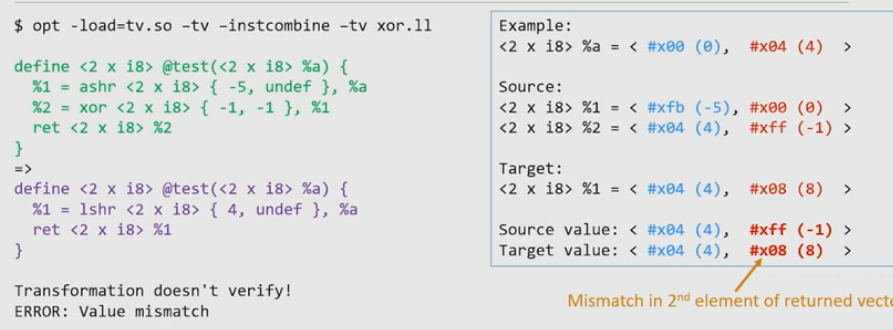 $ opt -load=tv.so –tv –instcombine –tv xor.ll
define <2 x i8> @test(<2 x i8> %a) {
%1 = ashr <2 x i8> { -5, undef }, %a
%2 = xor <2 x i8> { -1, -1 }, %1
ret <2 x i8> %2
}
=>
define <2 x i8> @test(<2 x i8> %a) {
%1 = lshr <2 x i8> { 4, undef }, %a
ret <2 x i8> %1
}
Transformation doesn't verify!
ERROR: Value mismatch
Example:
<2 x i8> %a = < #x00 (0), #x04 (4) >
Source:
<2 x i8> %1 = < #xfb (-5), #x00 (0) >
<2 x i8> %2 = < #x04 (4), #xff (-1) >
Target:
<2 x i8> %1 = < #x04 (4), #x08 (8) >
Source value: < #x04 (4), #xff (-1) >
Target value: < #x04 (4), #x08 (8) >
Mismatch in 2nd element of returned vect